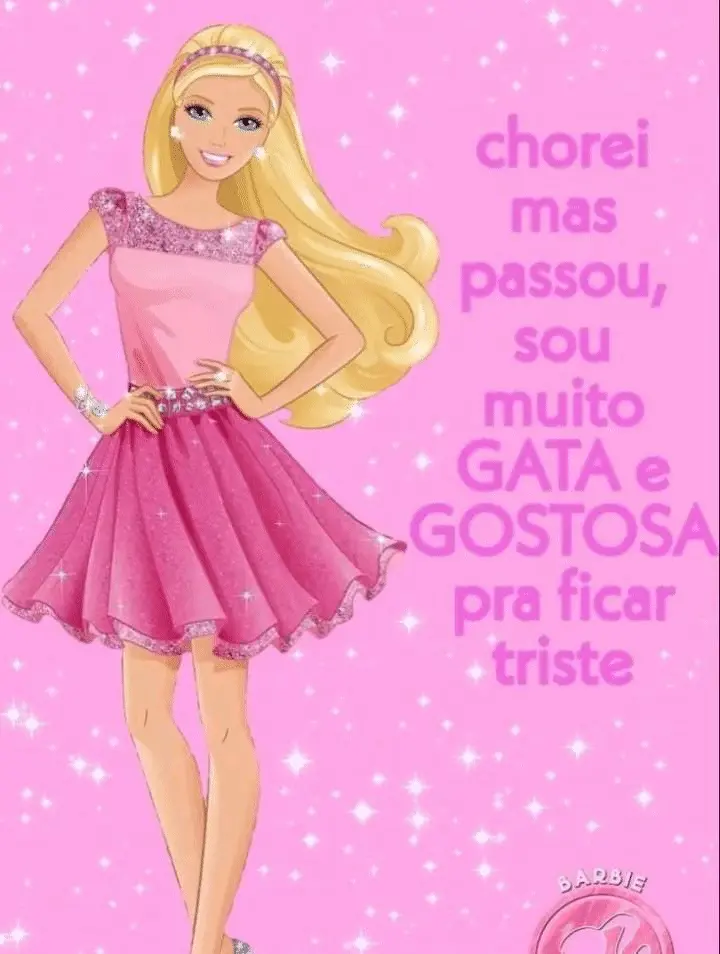 chorei
mas
passou,
sou
muito
GATA e
GOSTOSA
pra ficar
triste
BARBIE